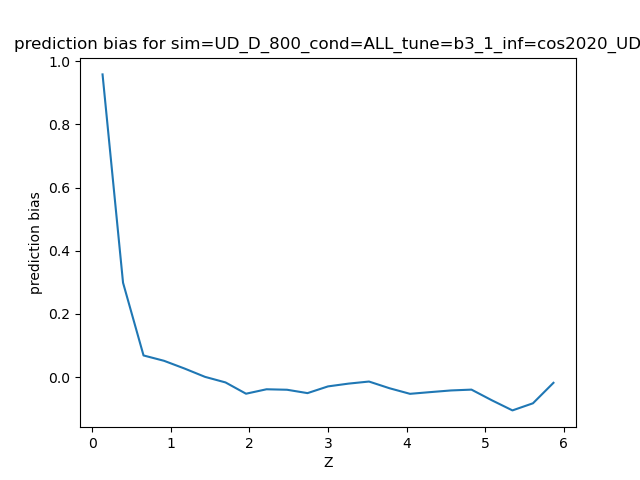 prediction bias for sim=UD_D_800_cond=ALL_tune=b3_1_inf=cos2020_UD
1.0
0.8
0.6
0.4
0.2
0.0
prediction bias
0 1 2 3 4 5 6
Z